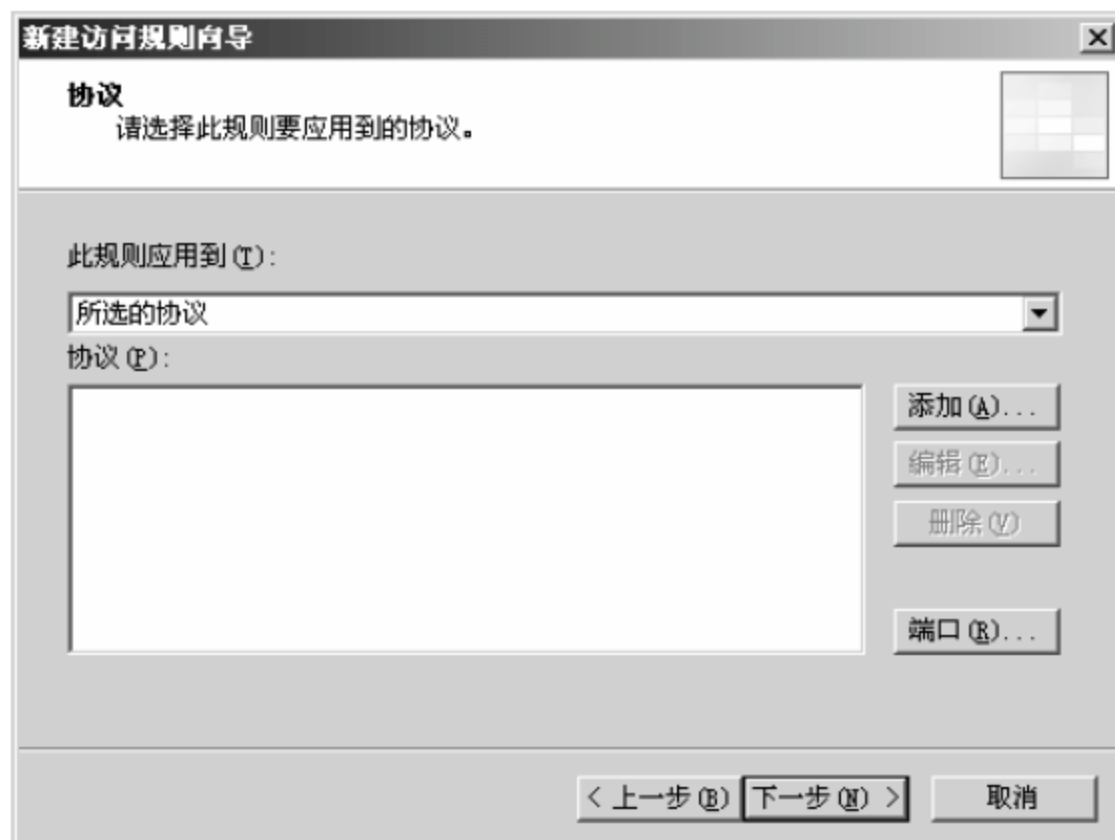 新建访问规则向导
协议
请选择此规则要应用到的协议。
此规则应用到(T):
所选的协议
协议(P):
添加(A)...
编辑(E)...
删除(V)
端口(R)...
< 上一步(B)
下一步(N) >
取消